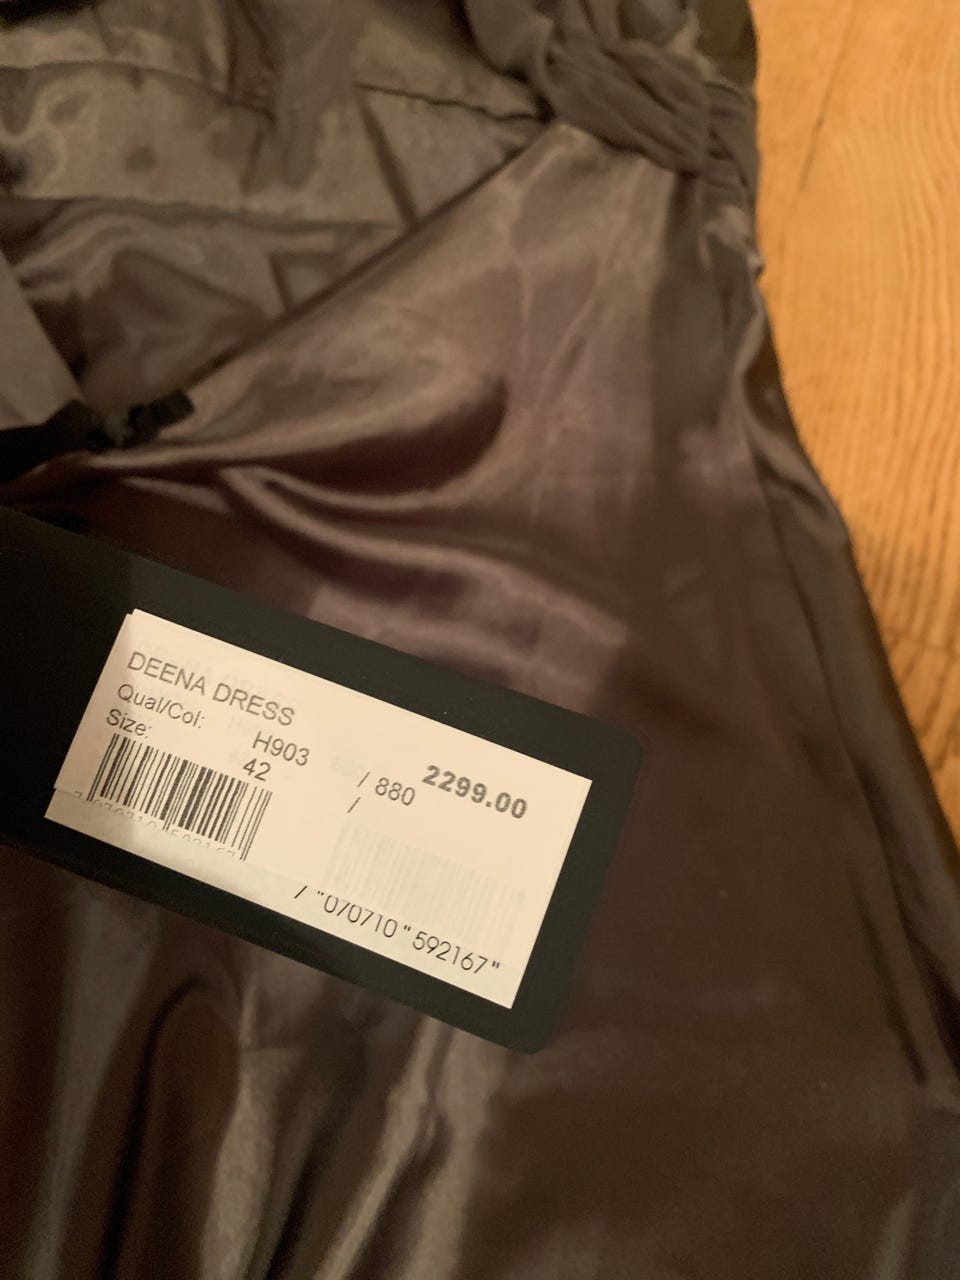 DEENA DRESS
Qual/Col: H903 / 880 2299.00
Size: 42 /
/ "070710"592167"